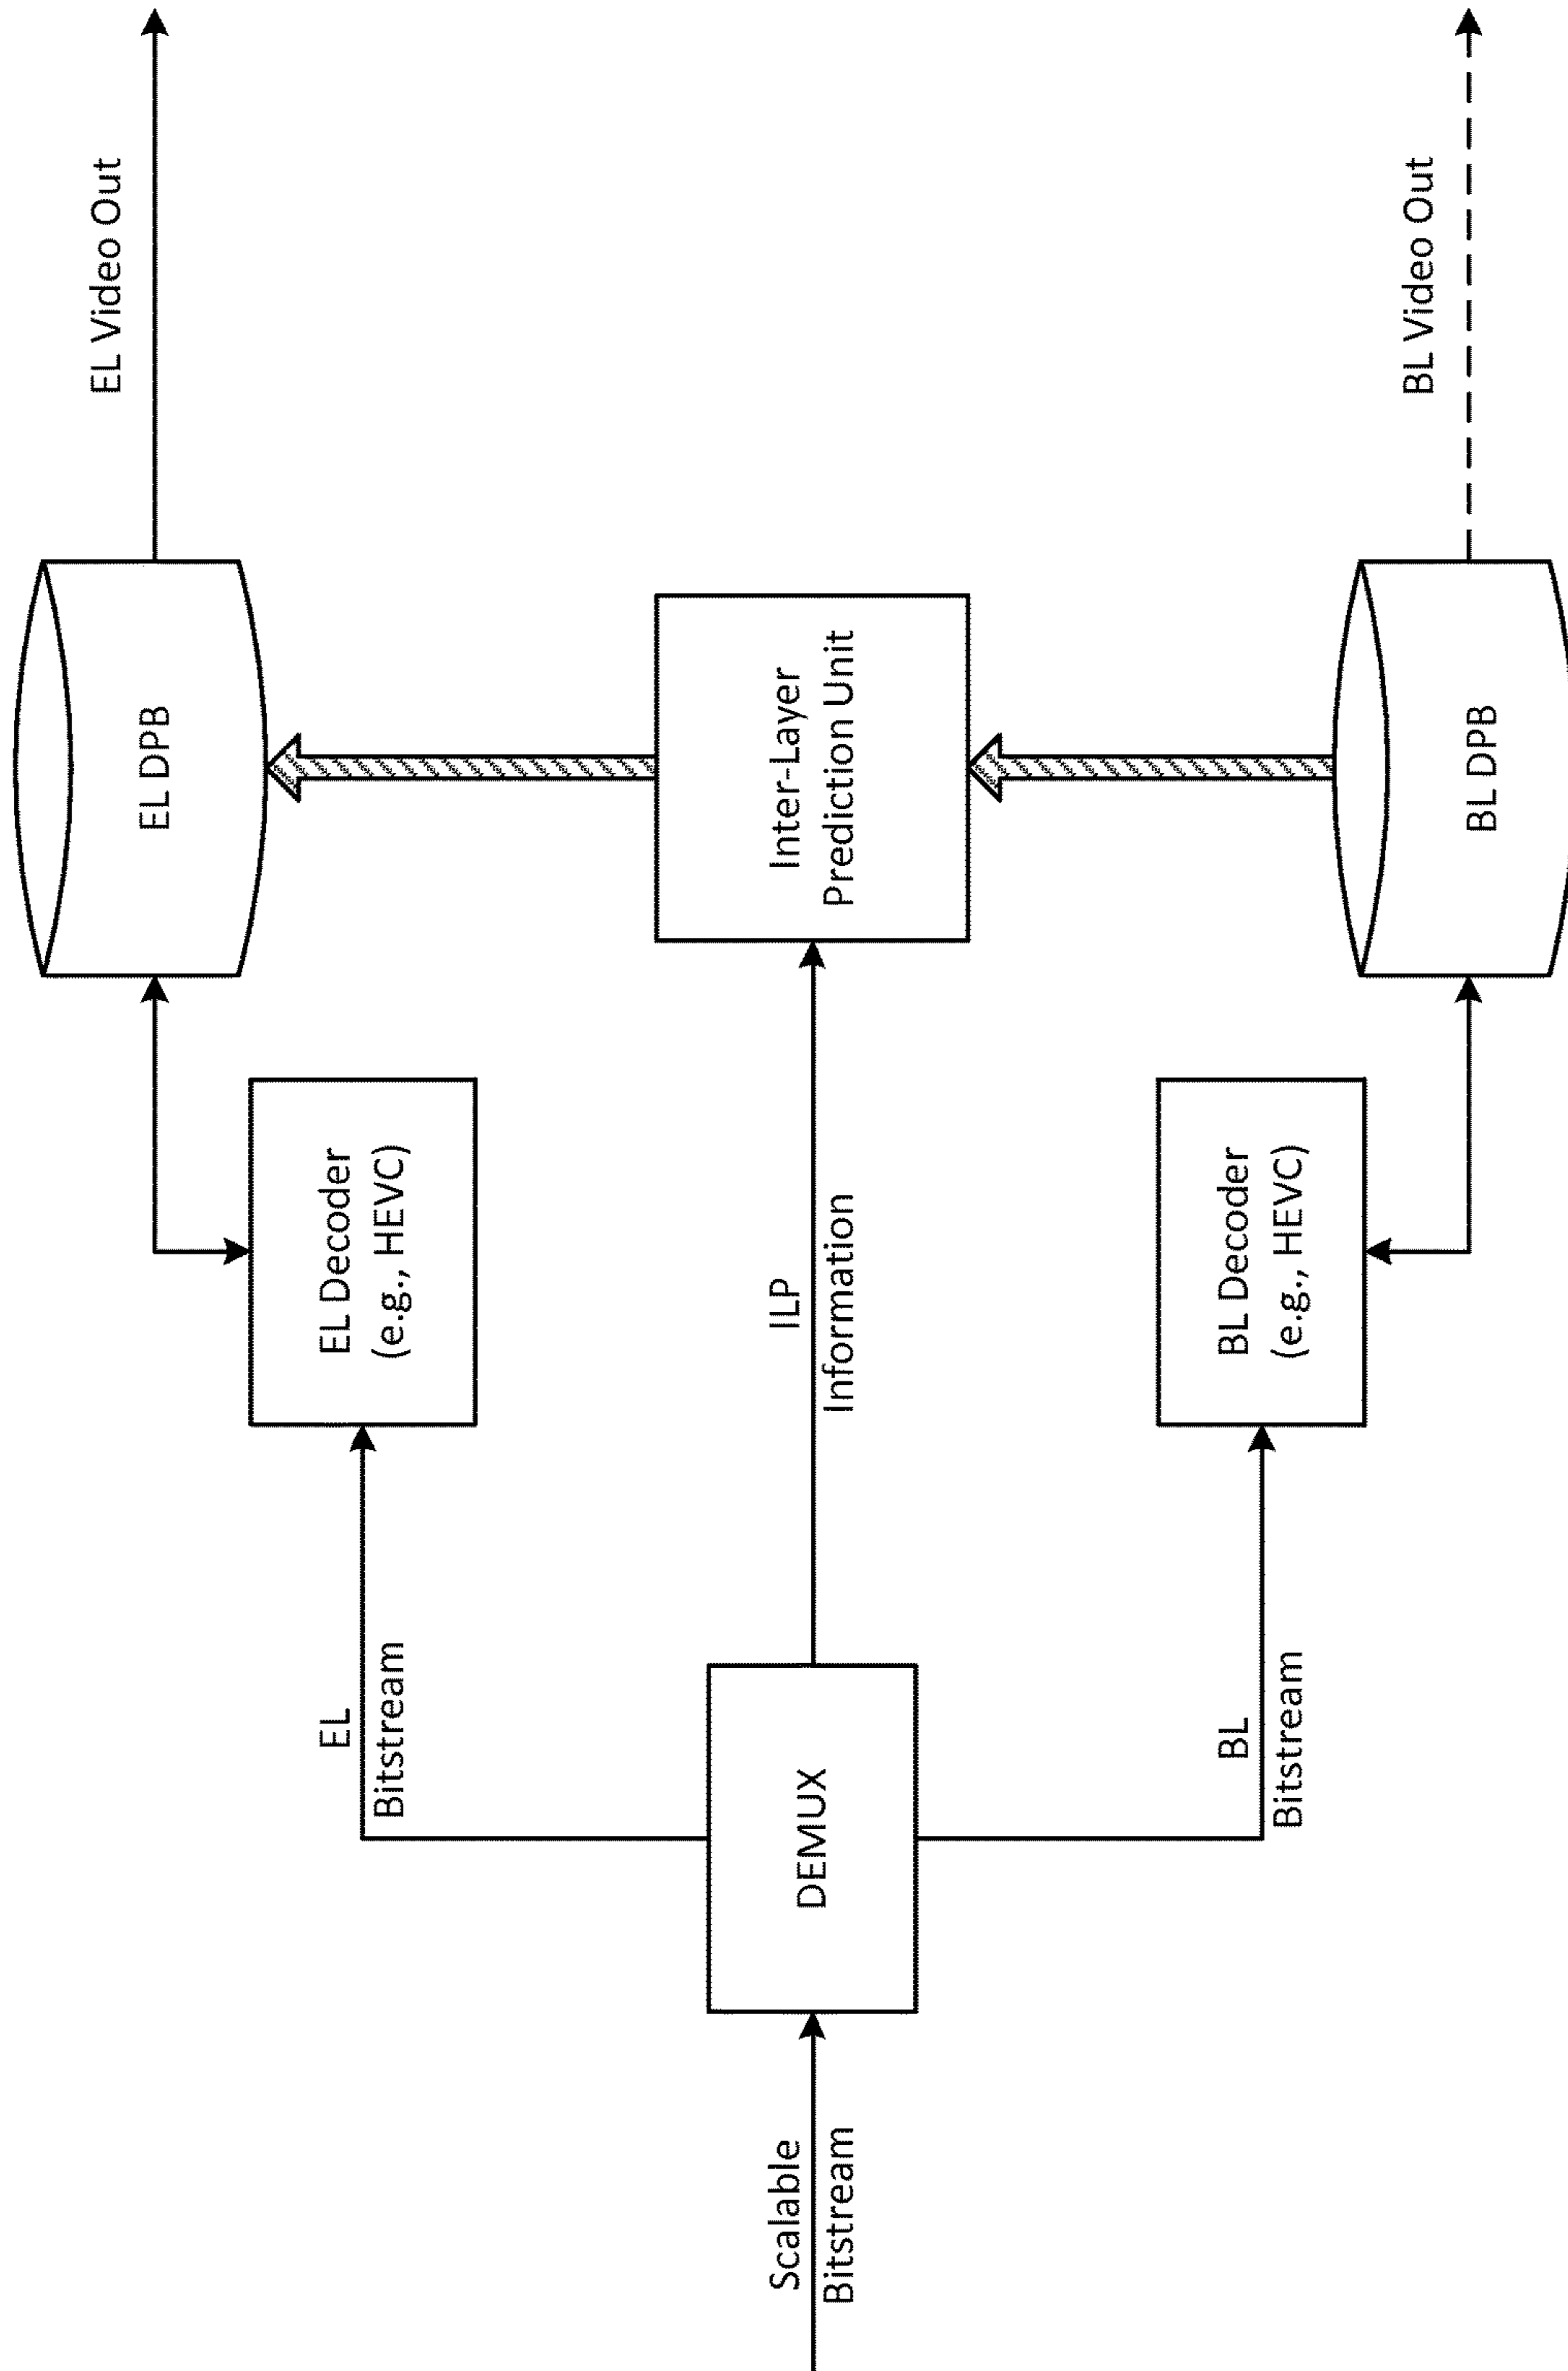 EL Video Out
EL DPB
EL Decoder
(e.g., HEVC)
EL
Bitstream
Inter-Layer
Prediction Unit
ILP
Information
DEMUX
Scalable
Bitstream
BL
Bitstream
BL Decoder
(e.g., HEVC)
BL DPB
BL Video Out